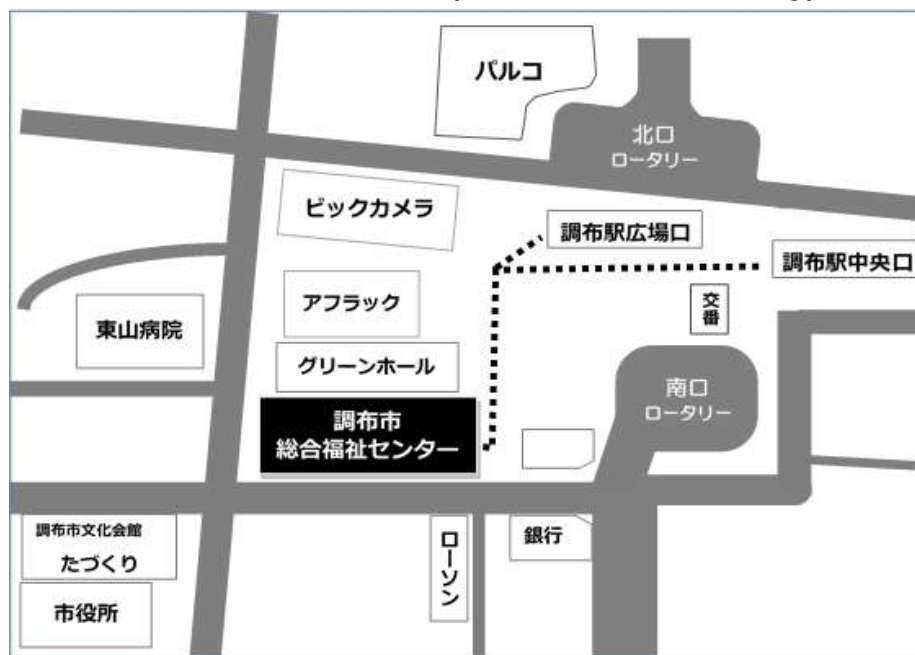 パルコ
北口
ロータリー
ビックカメラ
調布駅広場口
調布駅中央口
アフラック
交番
東山病院
グリーンホール
南口
ロータリー
調布市
総合福祉センター
調布市文化会館
たづくり
ローソン
銀行
市役所